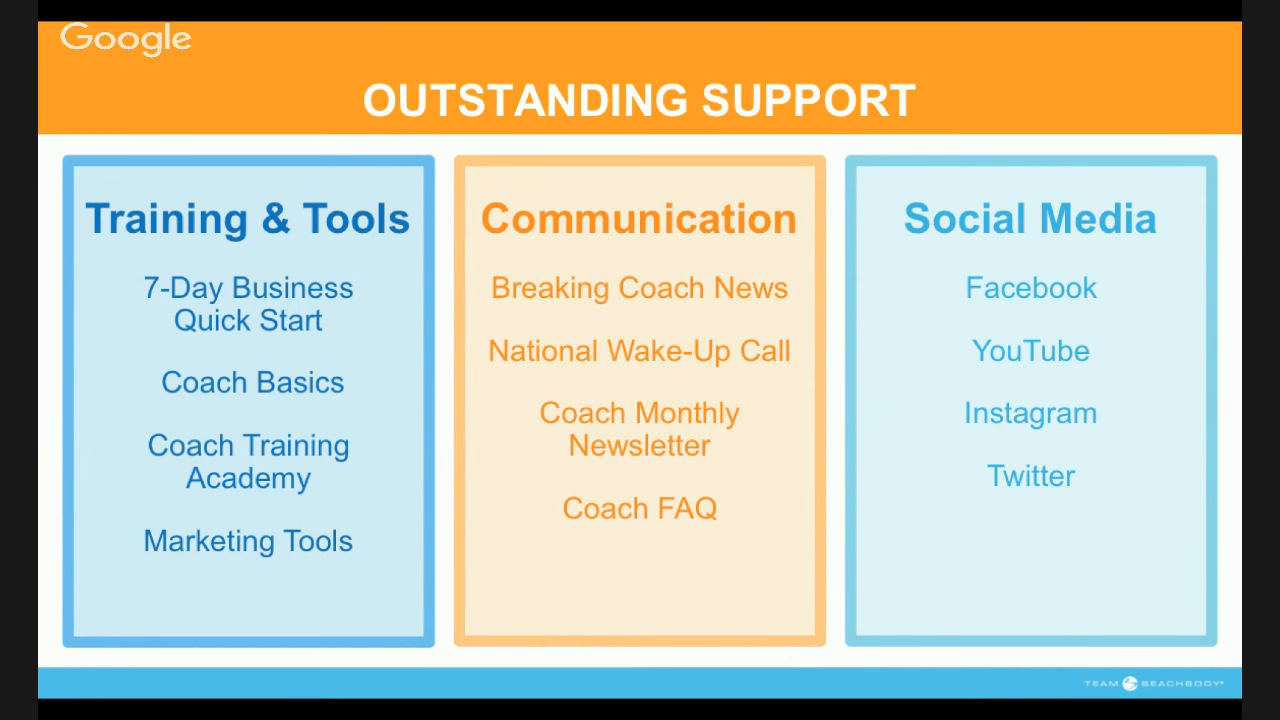 Google
OUTSTANDING SUPPORT
Training & Tools
7-Day Business
Quick Start
Coach Basics
Coach Training
Academy
Marketing Tools
Communication
Breaking Coach News
National Wake-Up Call
Coach Monthly
Newsletter
Coach FAQ
Social Media
Facebook
YouTube
Instagram
Twitter
TEAM BEACHBODY